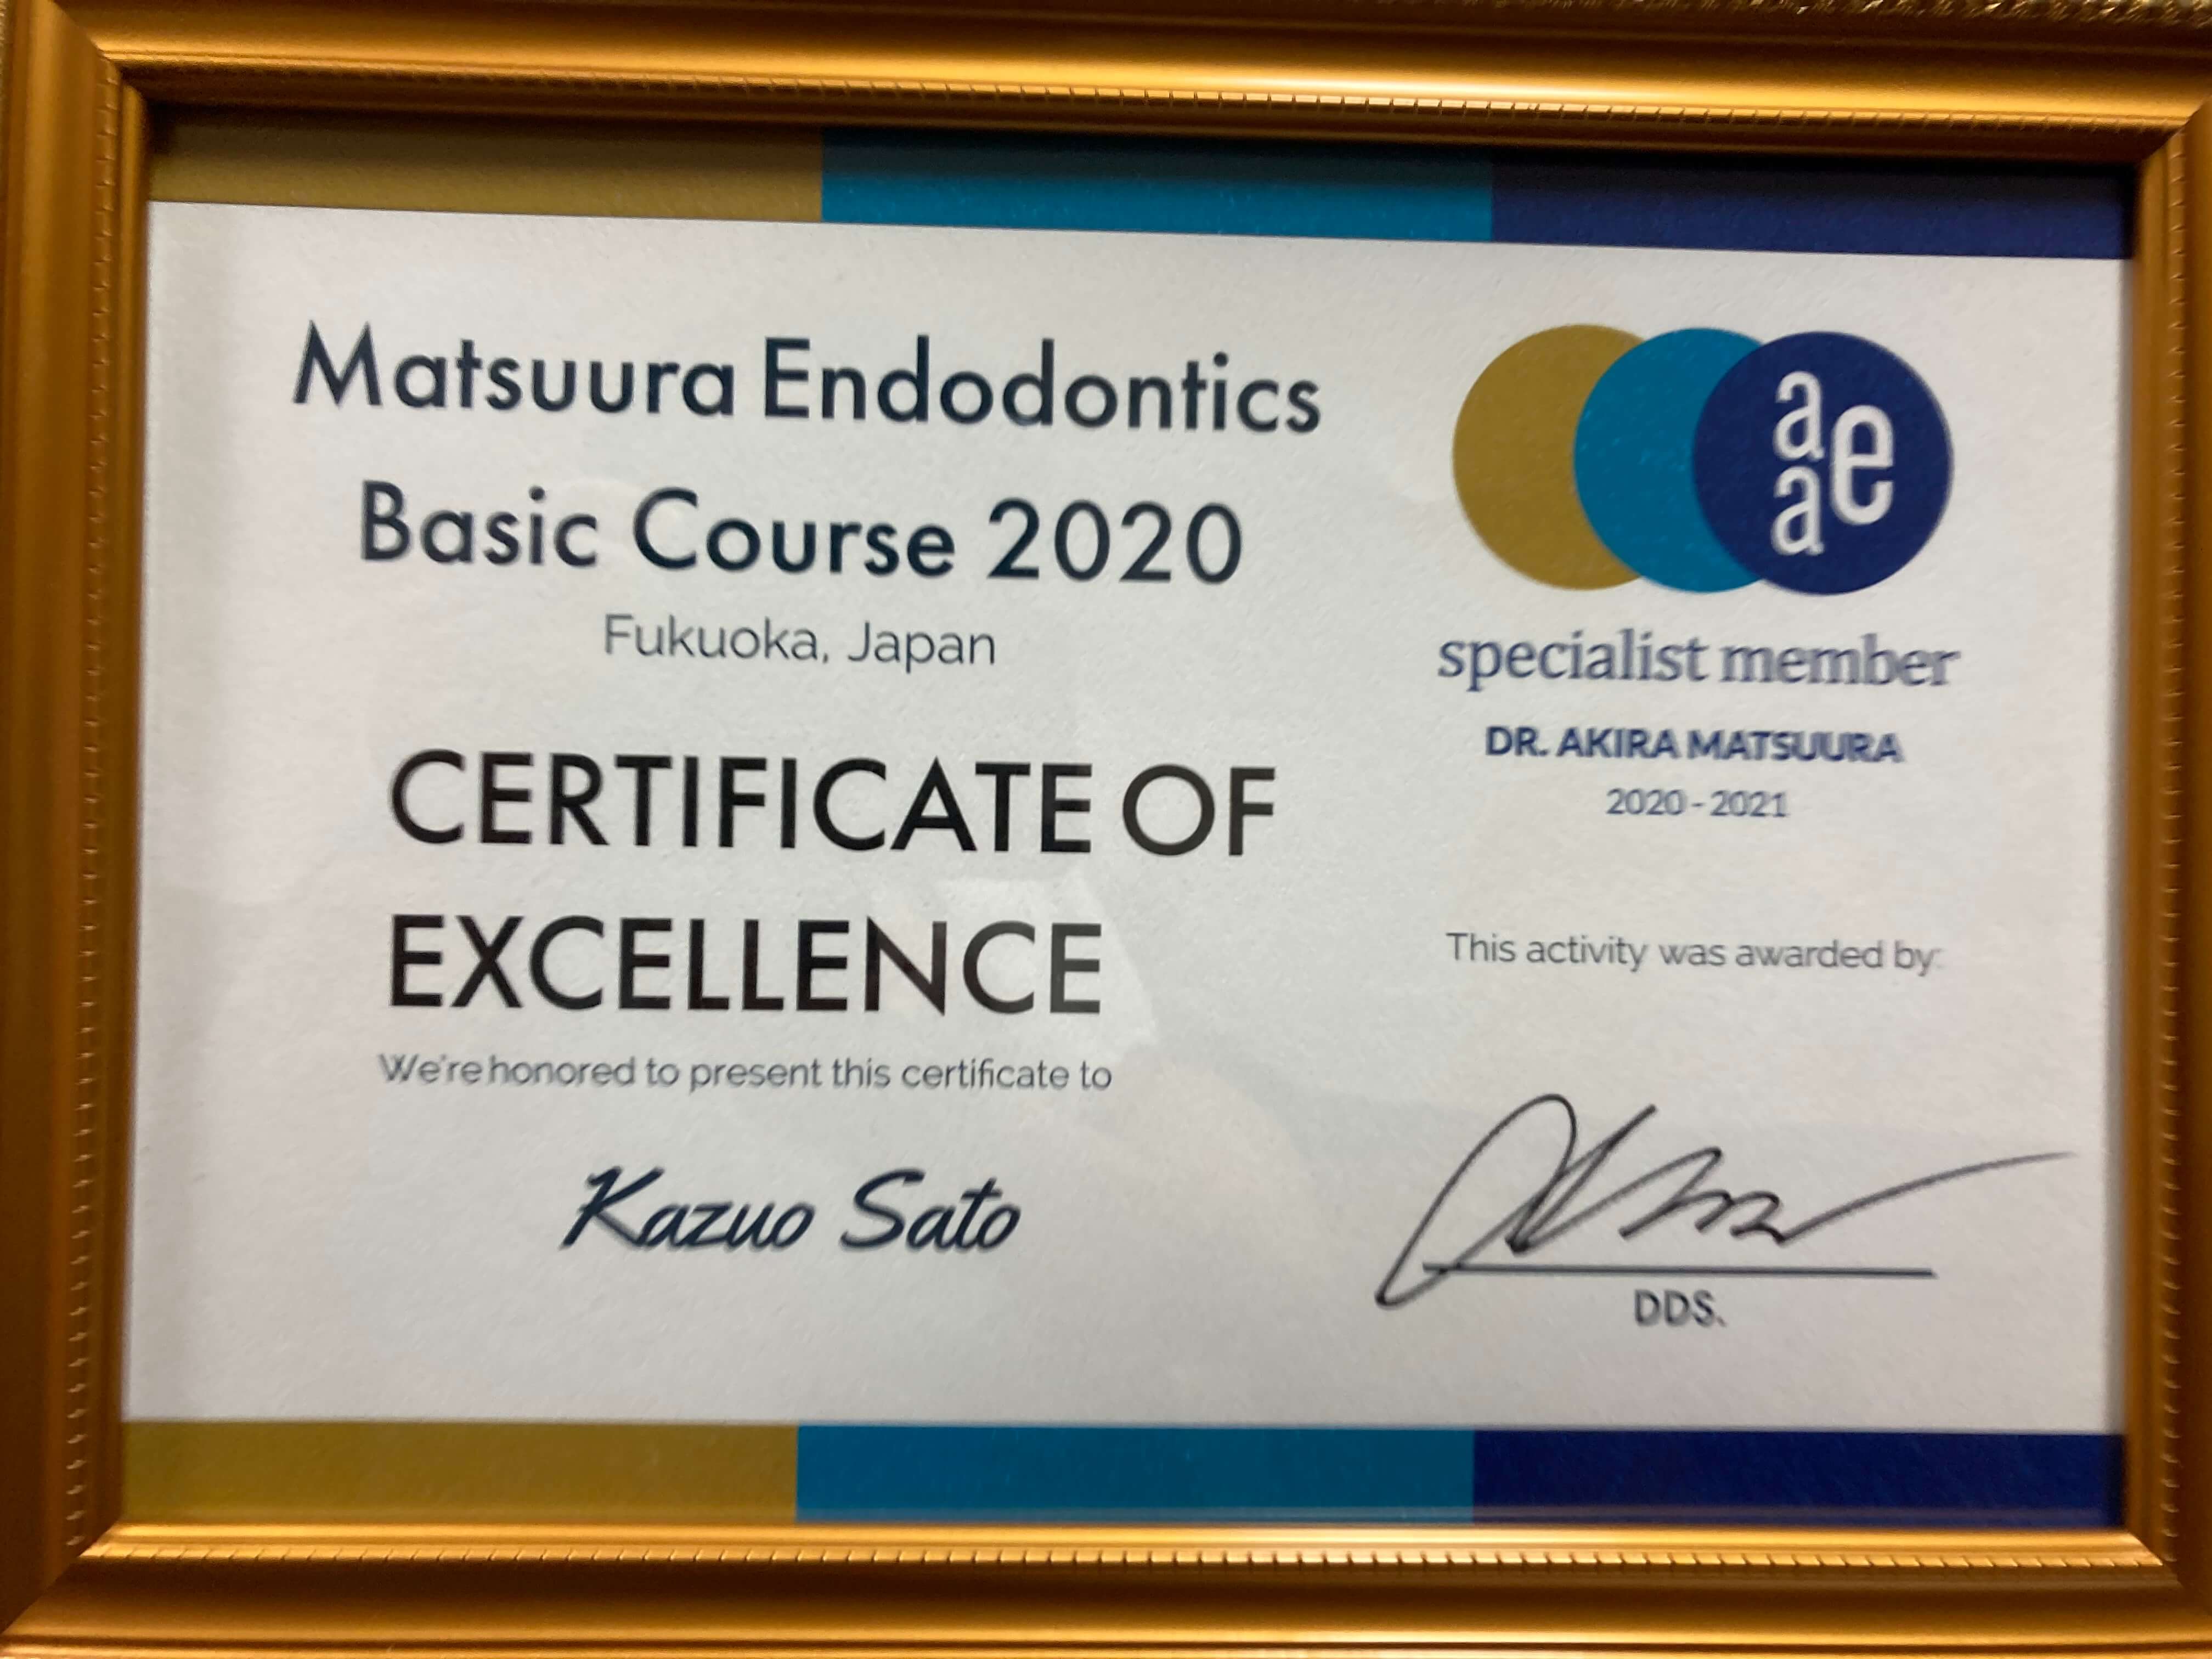 Matsuura Endodontics
Basic Course 2020
Fukuoka, Japan
CERTIFICATE OF
EXCELLENCE
We're honored to present this certificate to
Kazuo Sato
aae
specialist member
DR. AKIRA MATSUURA
2020 - 2021
This activity was awarded by:
DDS.